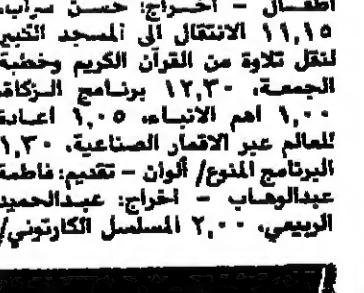 اطفال – اخراج: حسن سراب،
١١,١٥ الانتقال الى المسجد الكبير
لنقل تلاوة من القرآن الكريم وخطبة
الجمعة، ١٢,٣٠ برنامج الزكاة،
١,٠٠ اهم الانباء، ١,٠٥ اعادة
للعالم عبر الاقمار الصناعية، ١,٣٠
البرنامج المنوع/ ألوان – تقديم: فاطمة
عبدالوهاب – اخراج: عبدالحميد
الربيعي، ٢,٠٠ المسلسل الكارتوني/